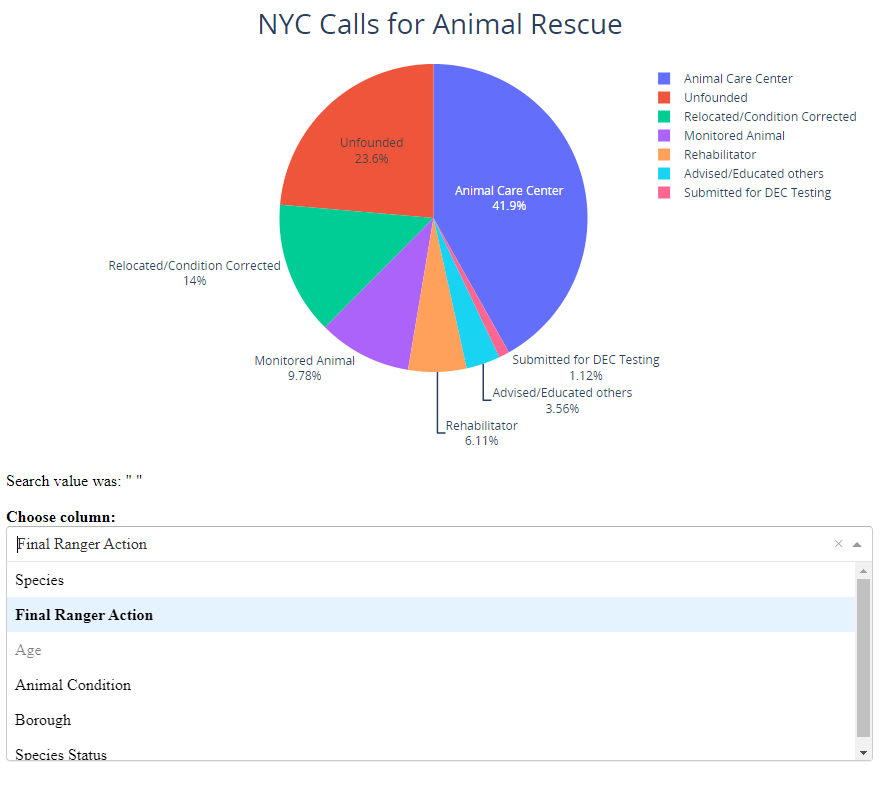 NYC Calls for Animal Rescue
Animal Care Center
Unfounded
Relocated/Condition Corrected
Monitored Animal
Rehabilitator
Advised/Educated others
Submitted for DEC Testing
Unfounded
23.6%
Animal Care Center
41.9%
Relocated/Condition Corrected
14%
Monitored Animal
9.78%
Submitted for DEC Testing
1.12%
Advised/Educated others
3.56%
Rehabilitator
6.11%
Search value was: " "
Choose column:
Final Ranger Action
Species
Final Ranger Action
Age
Animal Condition
Borough
Species Status